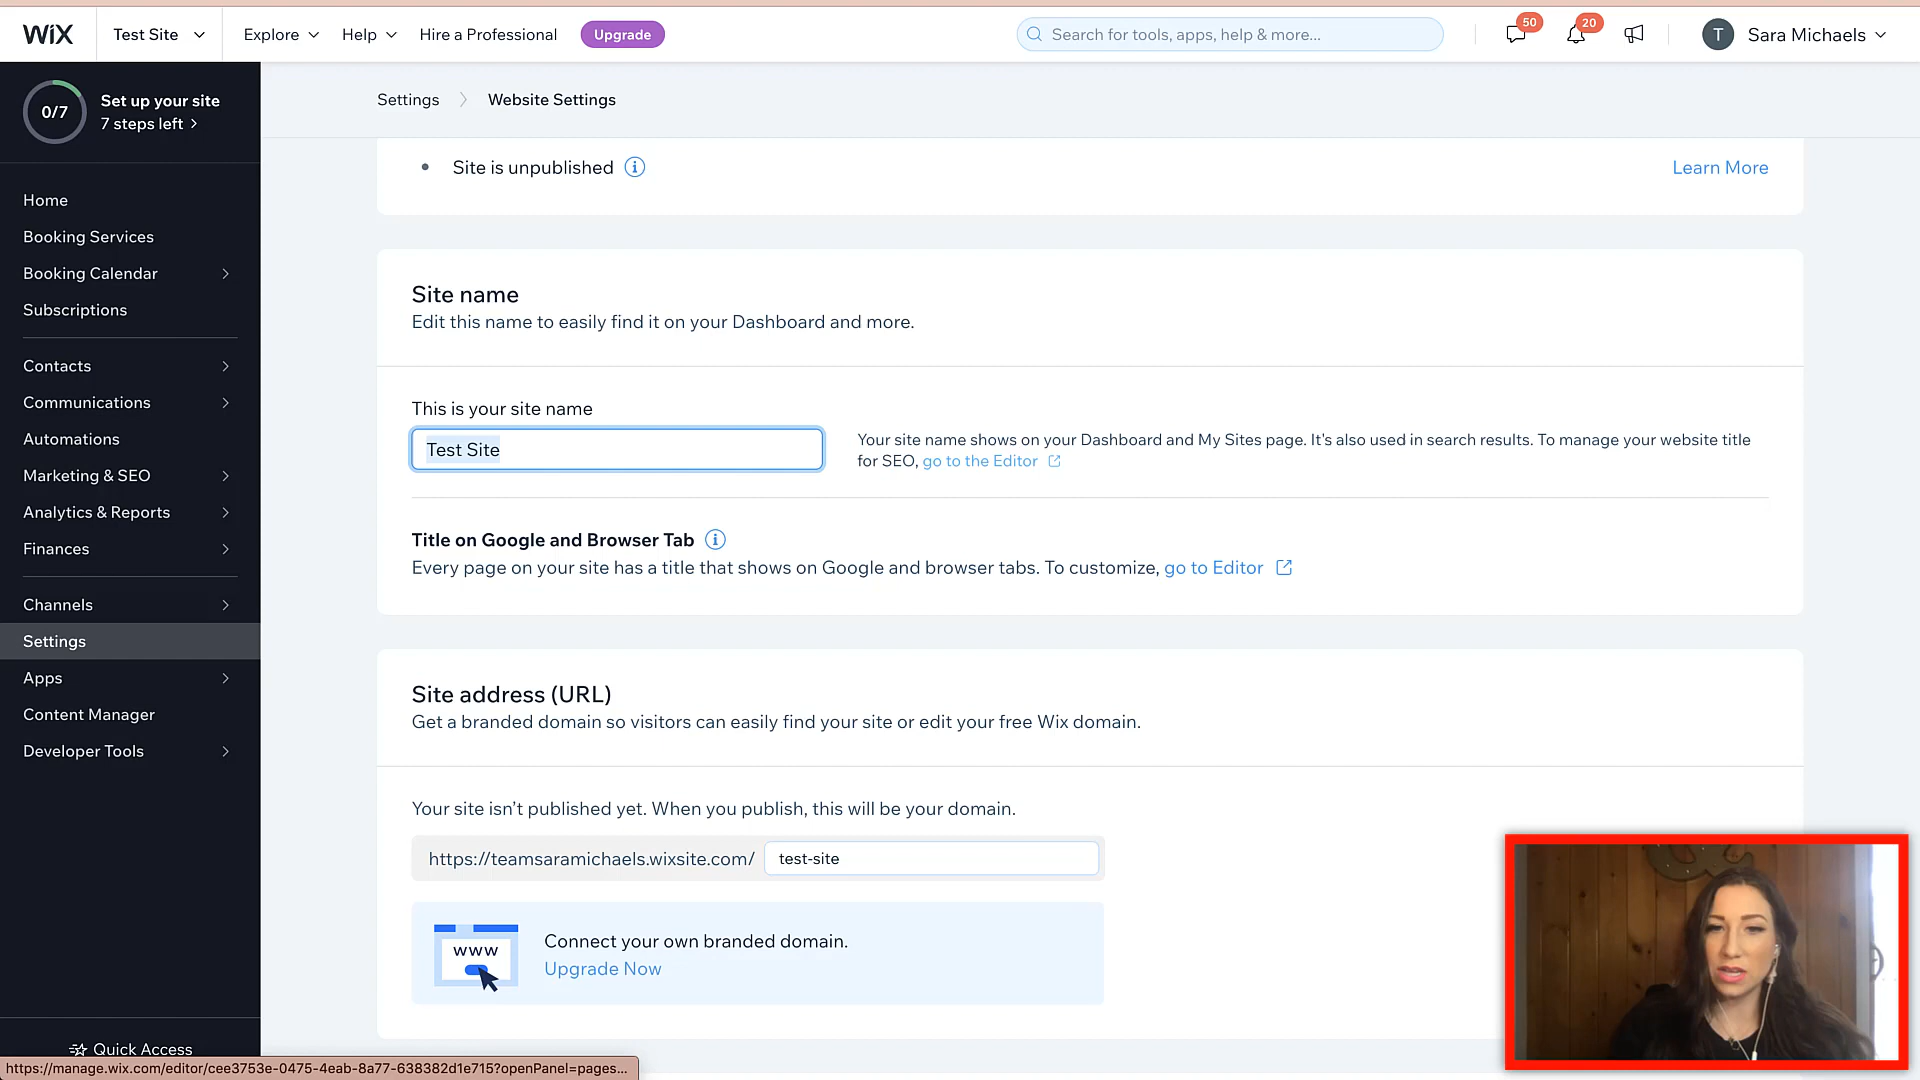 WiX
Test Site
Explore
Help
Hire a Professional
Upgrade
Search for tools, apps, help & more...
50
20
T
Sara Michaels
0/7
Set up your site
7 steps left
Home
Booking Services
Booking Calendar
Subscriptions
Contacts
Communications
Automations
Marketing & SEO
Analytics & Reports
Finances
Channels
Settings
Apps
Content Manager
Developer Tools
Quick Access
Settings
Website Settings
Site is unpublished
Learn More
Site name
Edit this name to easily find it on your Dashboard and more.
This is your site name
Test Site
Your site name shows on your Dashboard and My Sites page. It's also used in search results. To manage your website title
for SEO, go to the Editor
Title on Google and Browser Tab
Every page on your site has a title that shows on Google and browser tabs. To customize, go to Editor
Site address (URL)
Get a branded domain so visitors can easily find your site or edit your free Wix domain.
Your site isn't published yet. When you publish, this will be your domain.
https://teamsaramichaels.wixsite.com/ test-site
www
Connect your own branded domain.
Upgrade Now
https://manage.wix.com/editor/cee3753e-0475-4eab-8a77-638382d1e715?openPanel=pages...